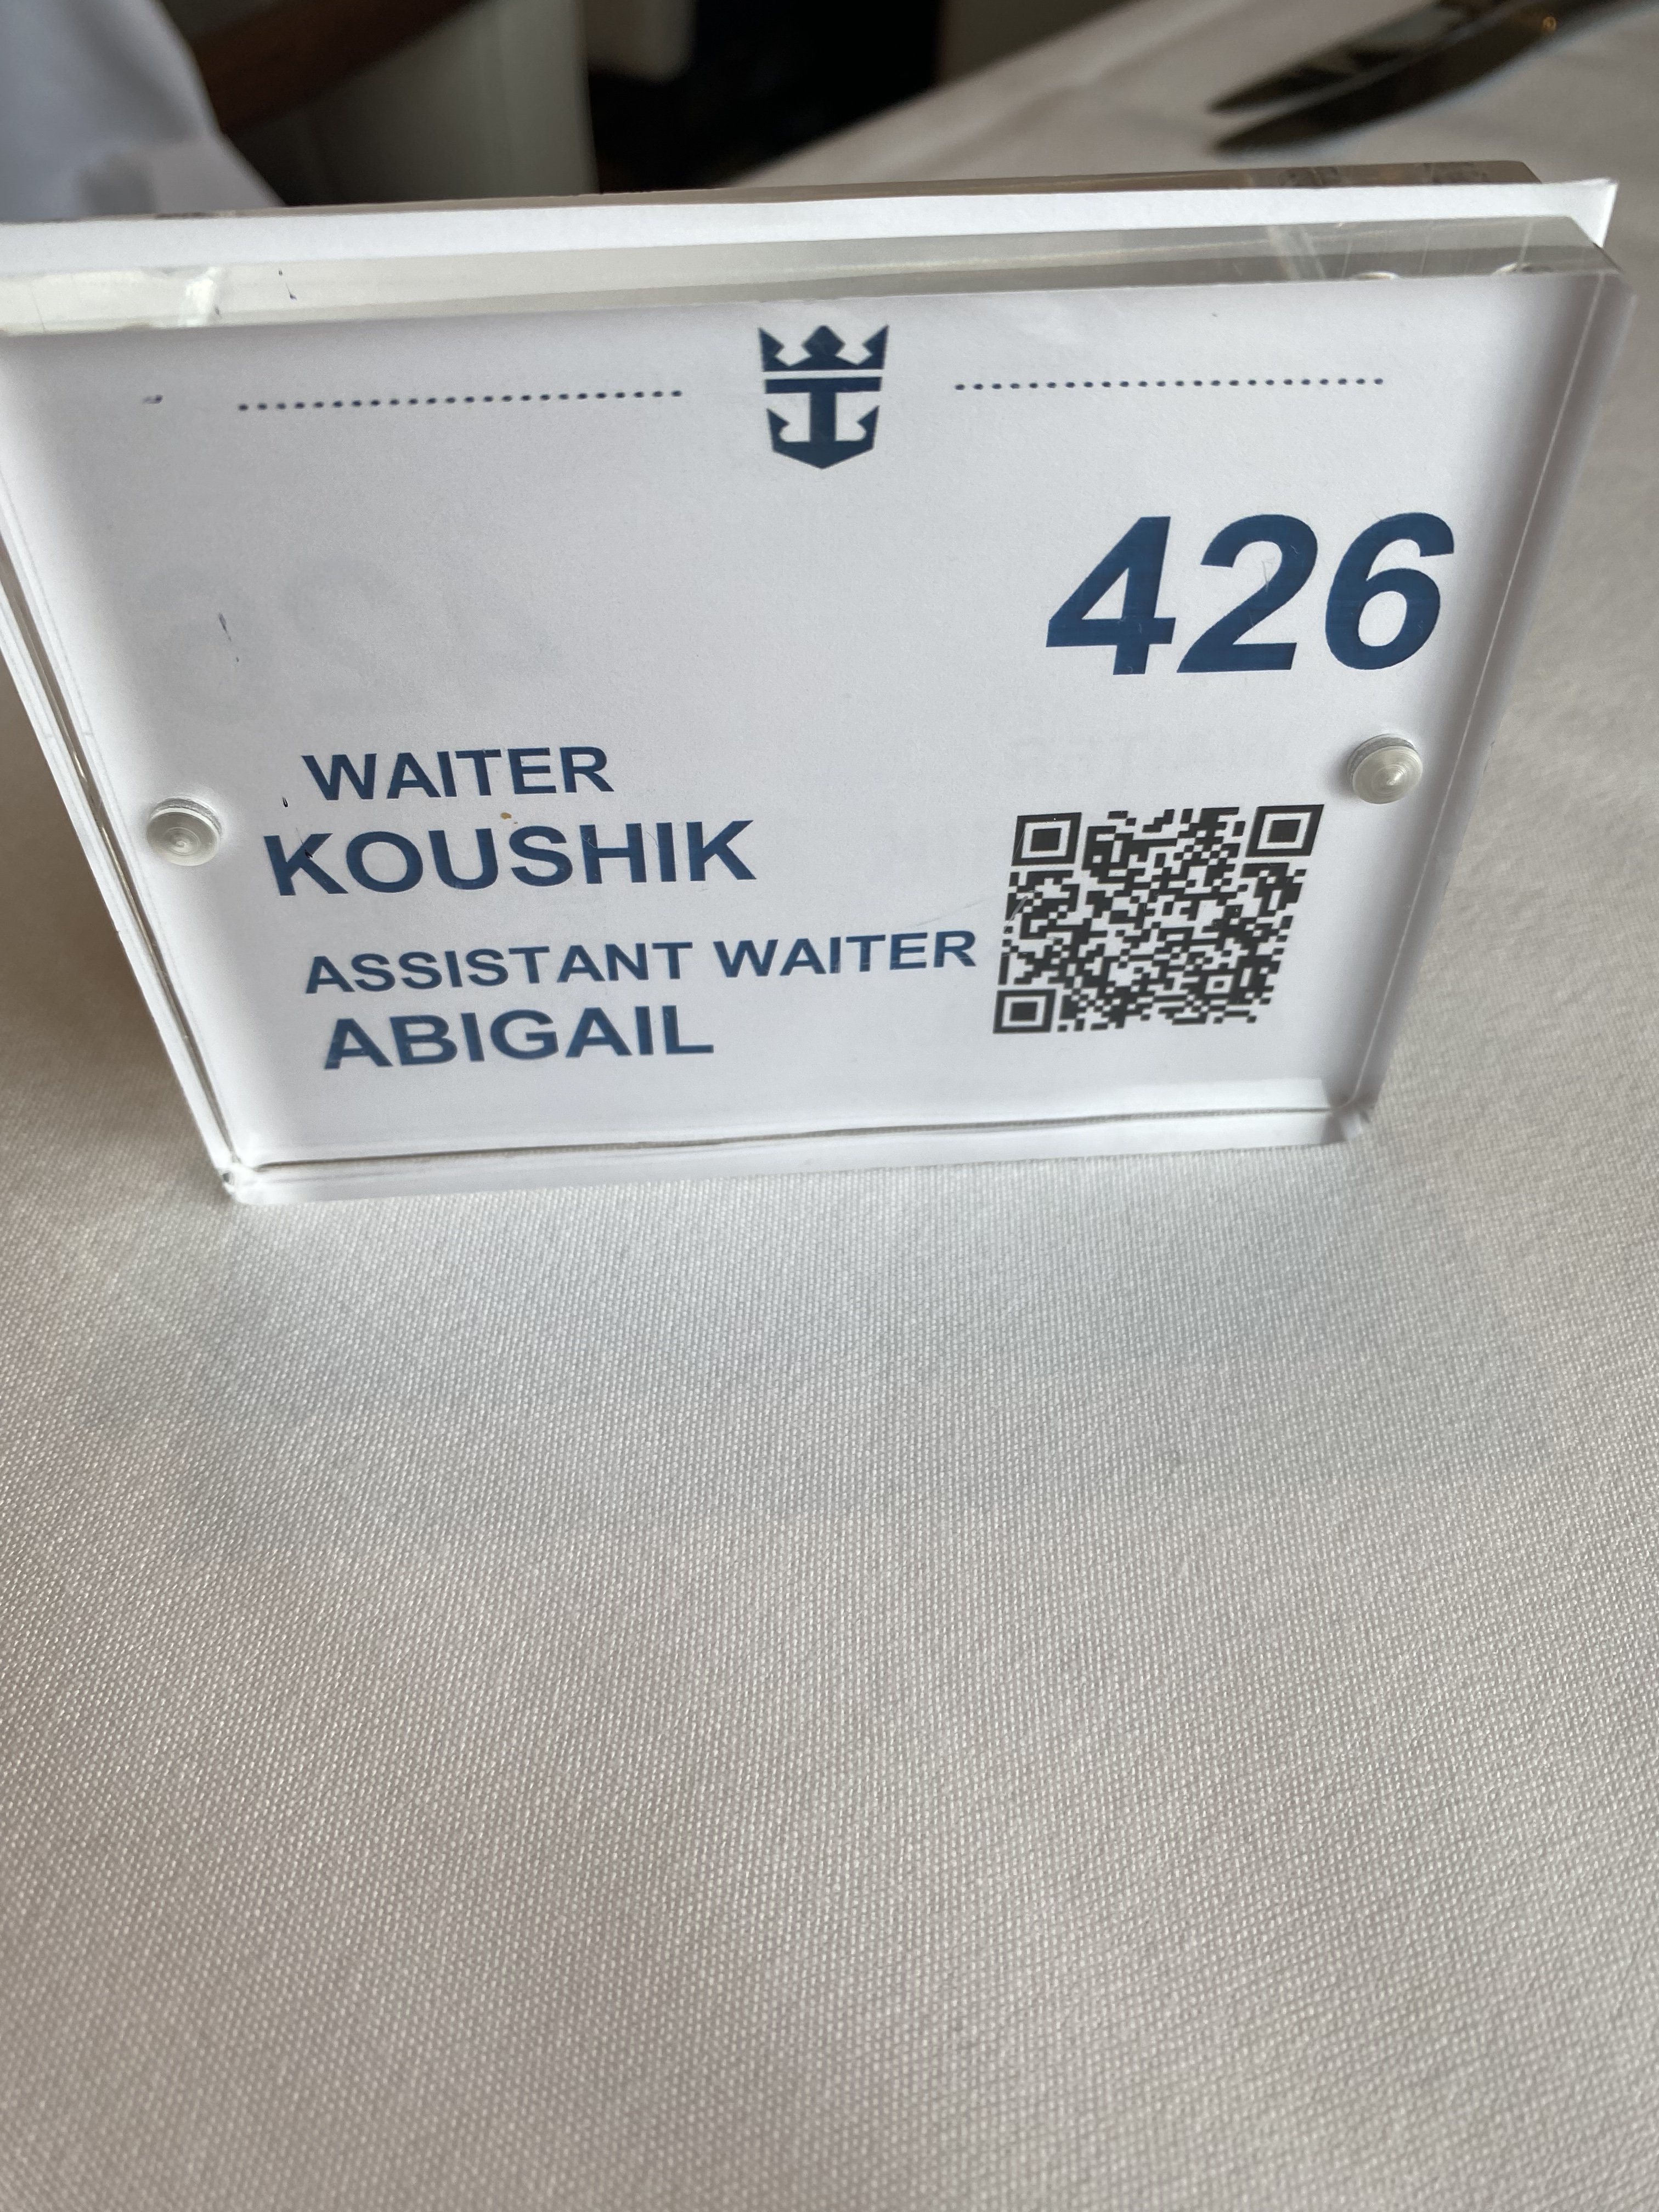 426
WAITER
KOUSHIK
ASSISTANT WAITER
ABIGAIL